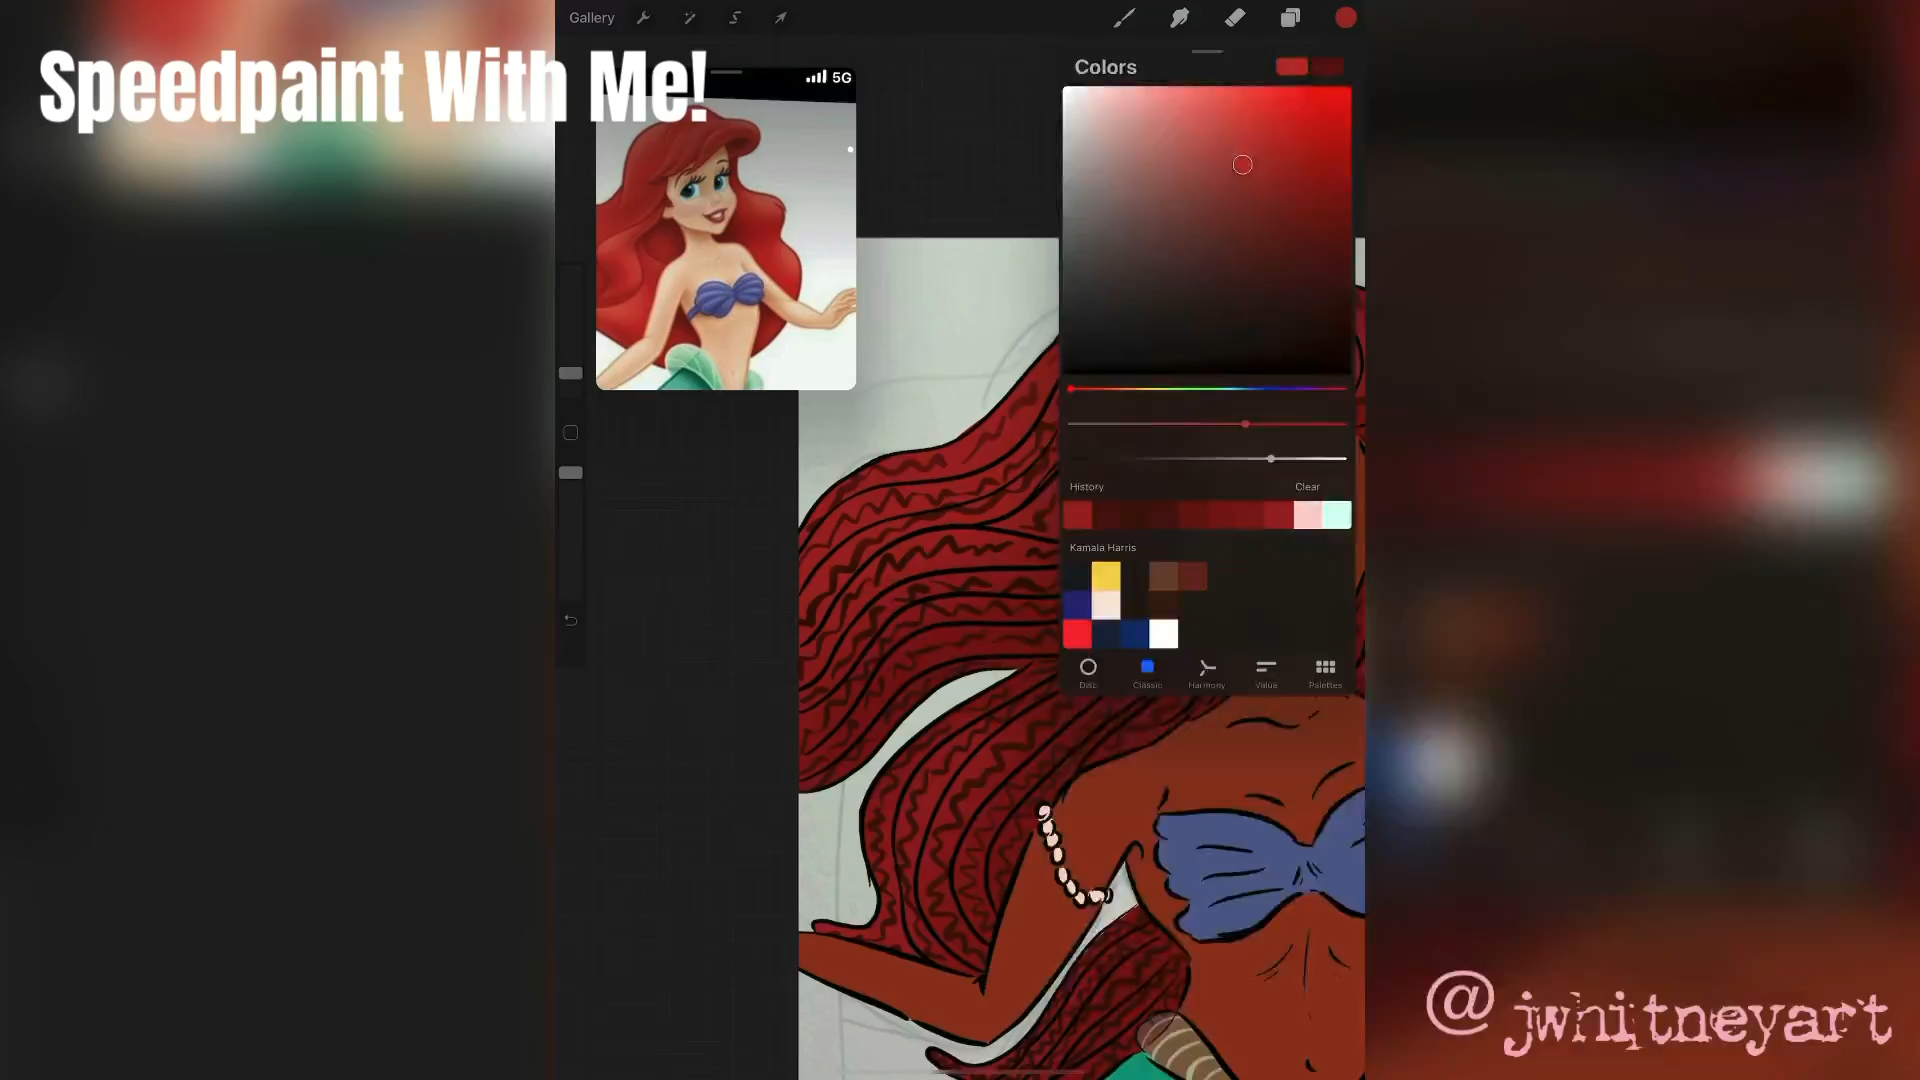 Gallery
Speedpaint With Me!
5G
Colors
History
Clear
Kamala Harris
Disc
Classic
Harmony
Value
Palettes
@jwhitneyart